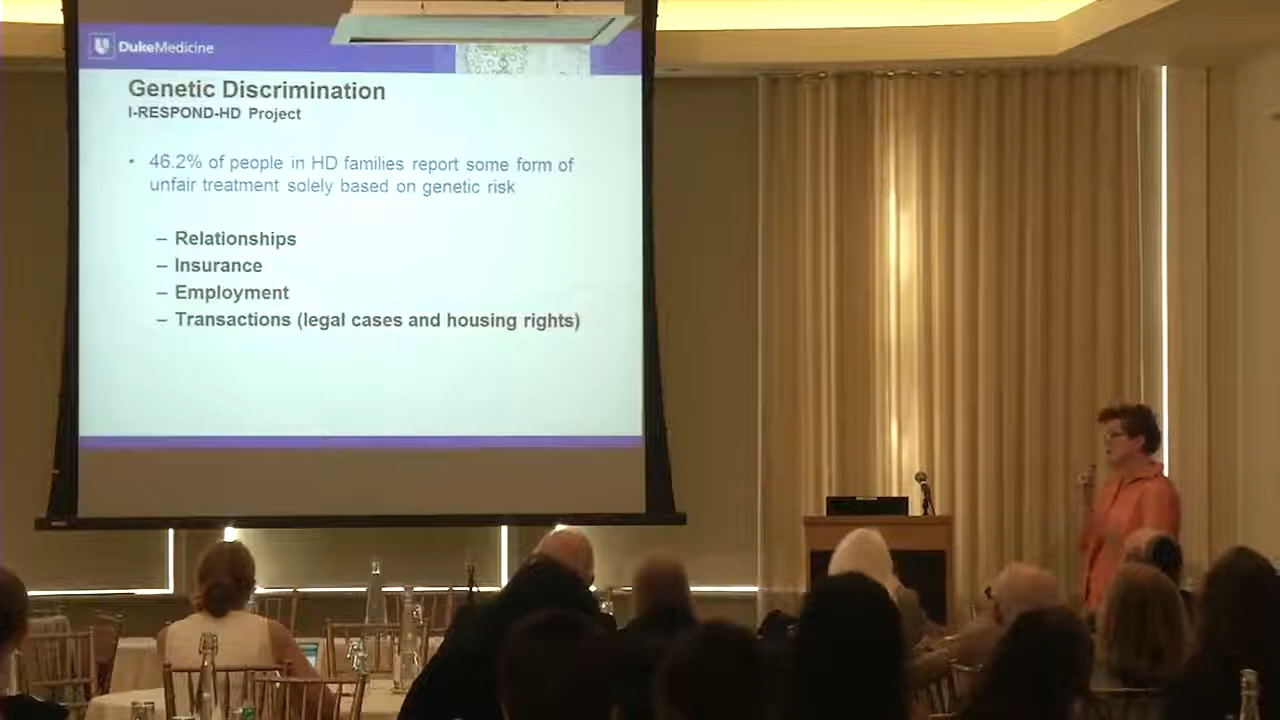 DukeMedicine
Genetic Discrimination
I-RESPOND-HD Project
• 46.2% of people in HD families report some form of
unfair treatment solely based on genetic risk
– Relationships
– Insurance
– Employment
– Transactions (legal cases and housing rights)